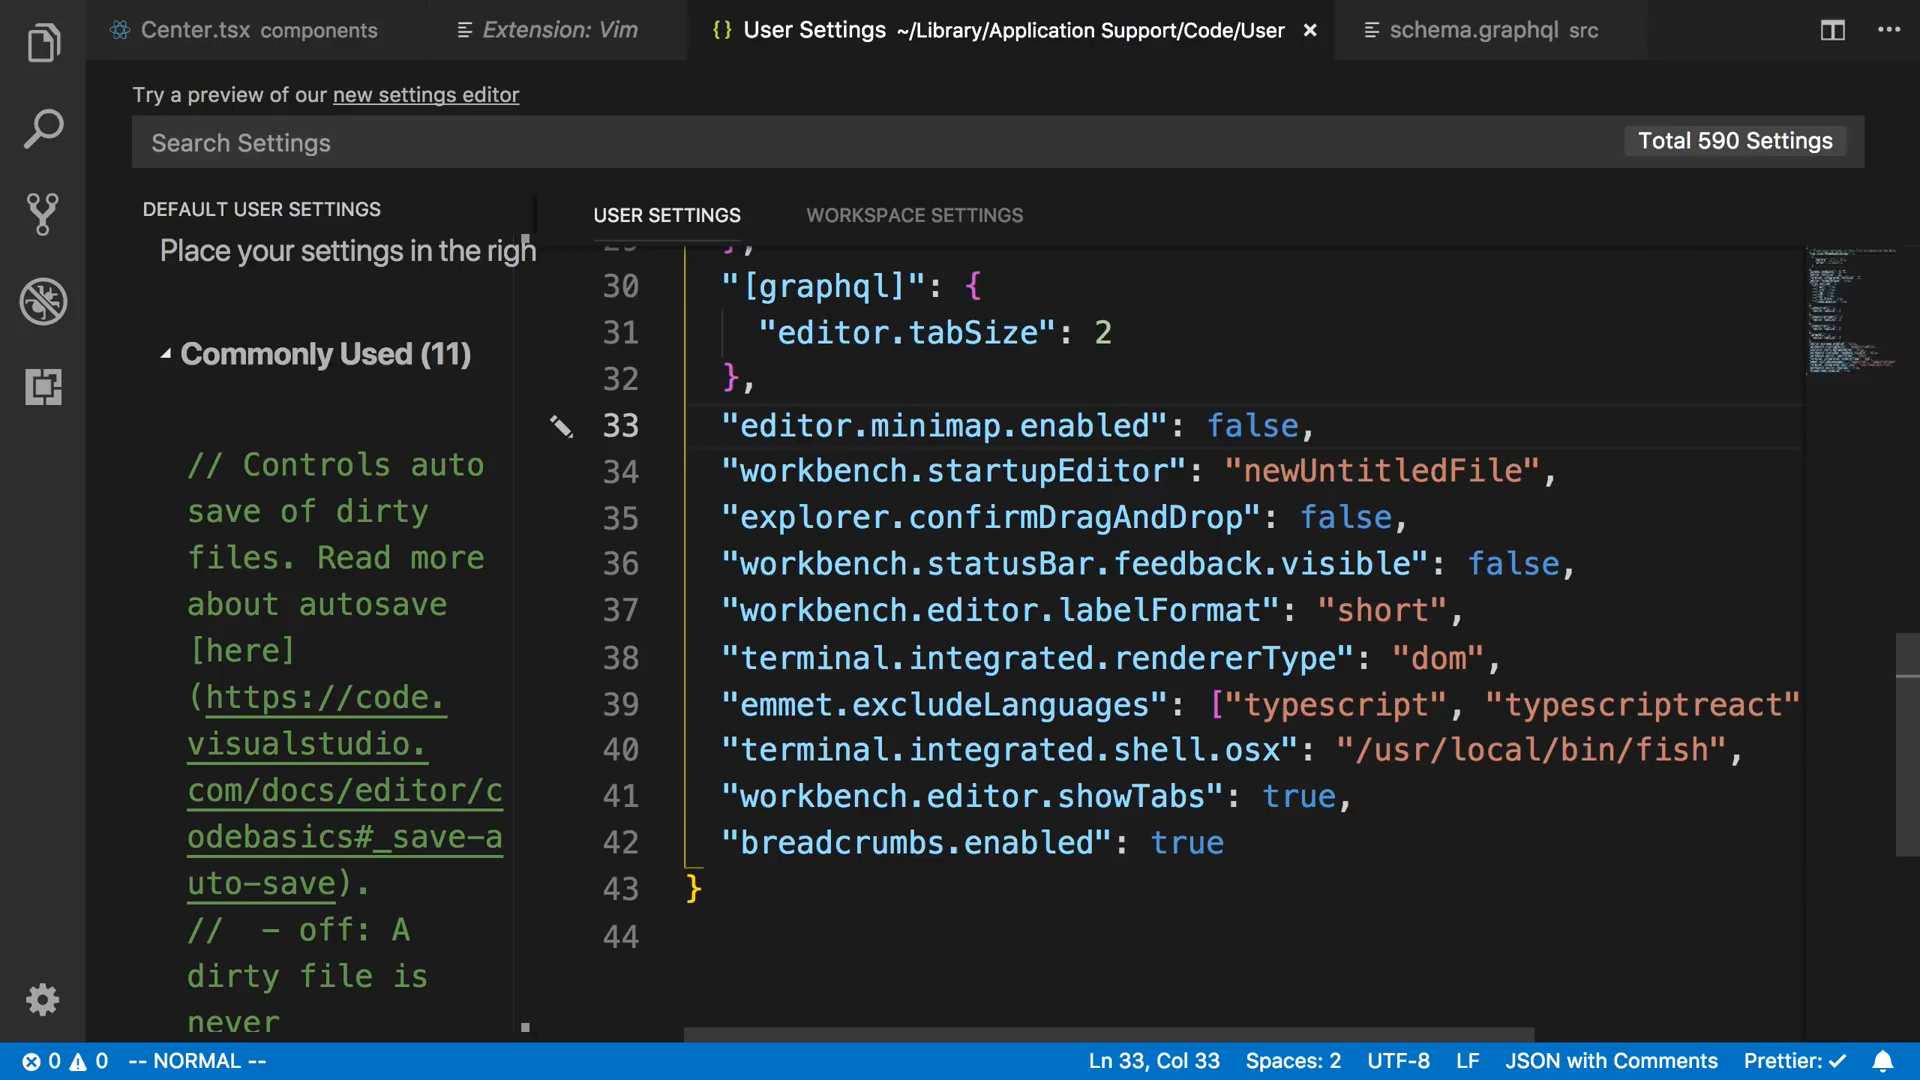 Center.tsx components
Extension: Vim
{} User Settings ~/Library/Application Support/Code/User ×
schema.graphql src
Try a preview of our new settings editor
Search Settings
Total 590 Settings
DEFAULT USER SETTINGS
Place your settings in the righ
Commonly Used (11)
// Controls auto
save of dirty
files. Read more
about autosave
[here]
(https://code.
visualstudio.
com/docs/editor/c
odebasics#_save-a
uto-save).
//  - off: A
dirty file is
never
USER SETTINGS
WORKSPACE SETTINGS
29 },
30 "[graphql]": {
31 "editor.tabSize": 2
32 },
33 "editor.minimap.enabled": false,
34 "workbench.startupEditor": "newUntitledFile",
35 "explorer.confirmDragAndDrop": false,
36 "workbench.statusBar.feedback.visible": false,
37 "workbench.editor.labelFormat": "short",
38 "terminal.integrated.rendererType": "dom",
39 "emmet.excludeLanguages": ["typescript", "typescriptreact"
40 "terminal.integrated.shell.osx": "/usr/local/bin/fish",
41 "workbench.editor.showTabs": true,
42 "breadcrumbs.enabled": true
43 }
44
0 0 -- NORMAL --
Ln 33, Col 33 Spaces: 2 UTF-8 LF JSON with Comments Prettier: ✓